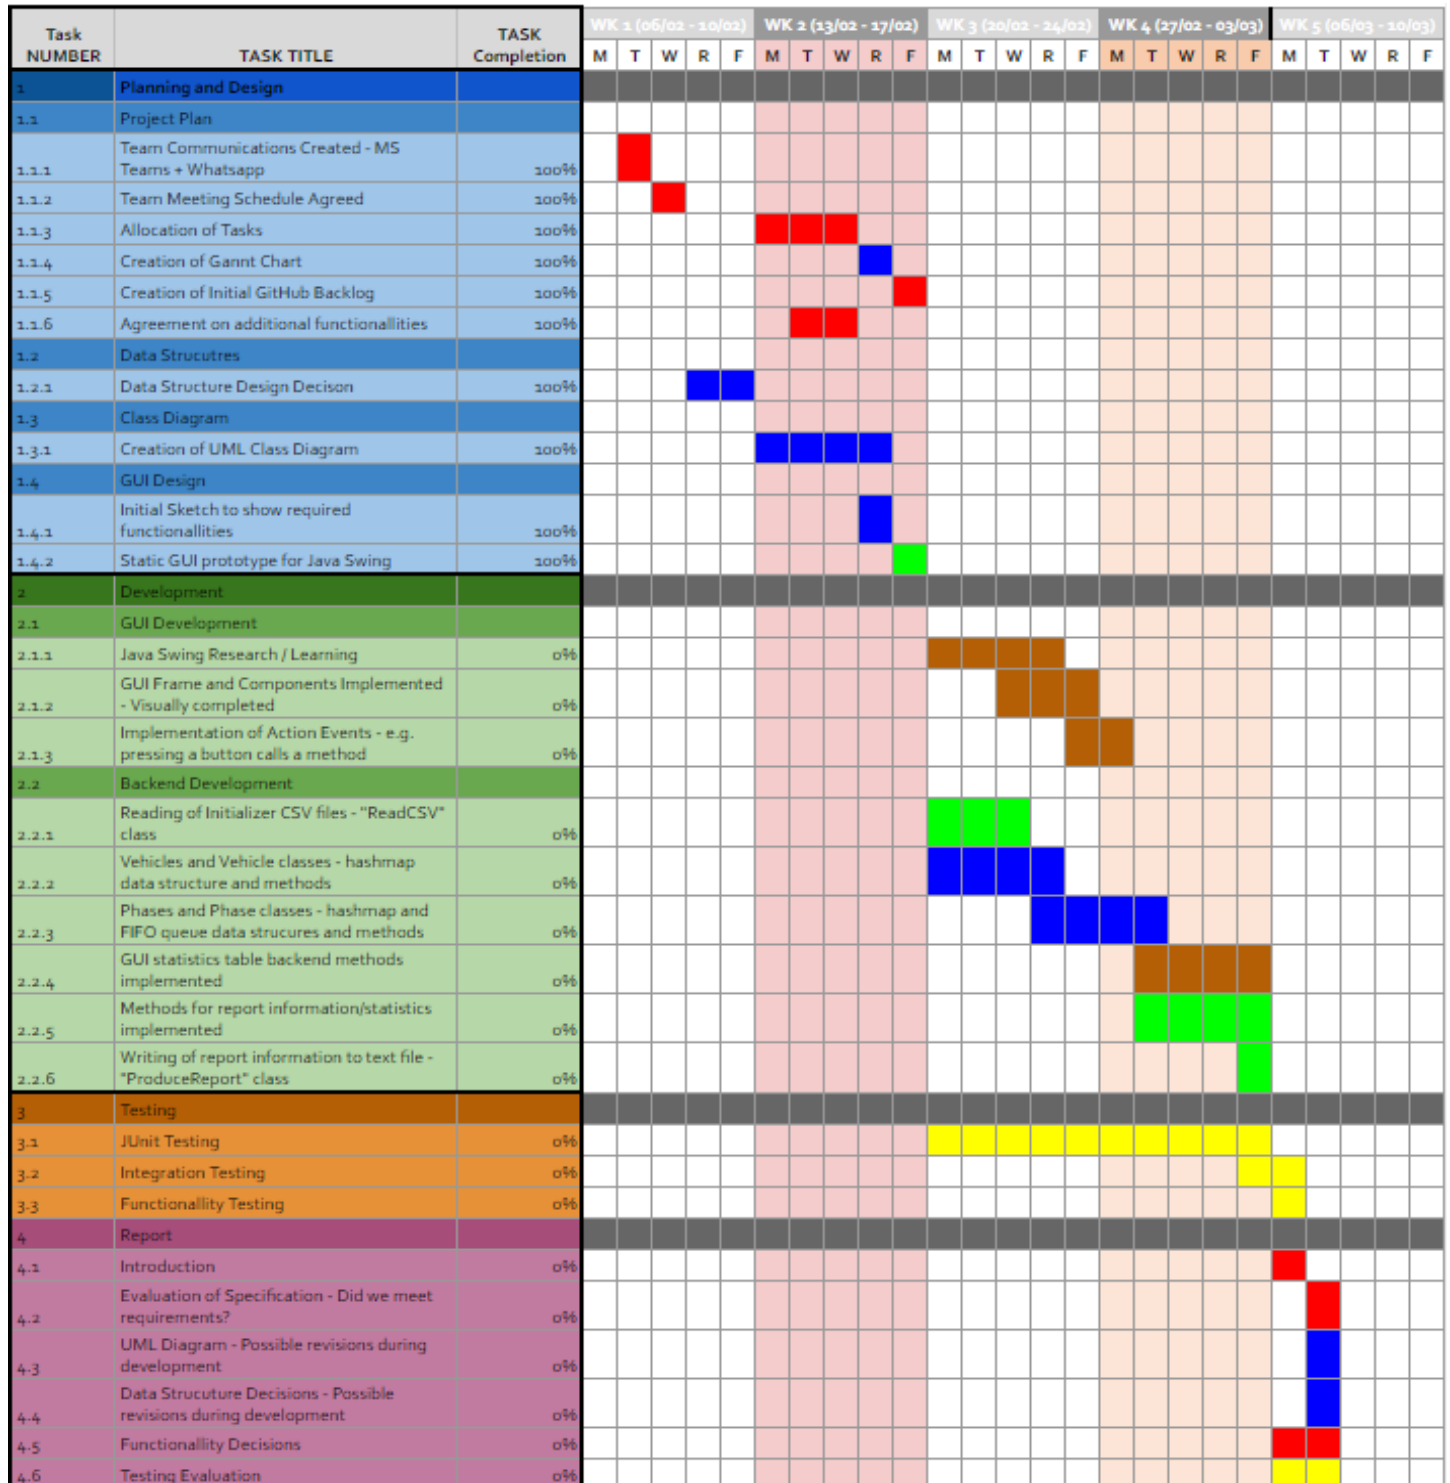 Task
NUMBER
TASK TITLE
TASK
Completion
WK 1 (06/02 - 10/02)
WK 2 (13/02 - 17/02)
WK 3 (20/02 - 24/02)
WK 4 (27/02 - 03/03)
WK 5 (06/03 - 10/03)
M T W R F M T W R F M T W R F M T W R F M T W R F
1 Planning and Design
1.1 Project Plan
Team Communications Created - MS
1.1.1 Teams + Whatsapp 100%
1.1.2 Team Meeting Schedule Agreed 100%
1.1.3 Allocation of Tasks 100%
1.1.4 Creation of Gannt Chart 100%
1.1.5 Creation of Initial GitHub Backlog 100%
1.1.6 Agreement on additional functionallities 100%
1.2 Data Strucutres
1.2.1 Data Structure Design Decison 100%
1.3 Class Diagram
1.3.1 Creation of UML Class Diagram 100%
1.4 GUI Design
Initial Sketch to show required
1.4.1 functionallities 100%
1.4.2 Static GUI prototype for Java Swing 100%
2 Development
2.1 GUI Development
2.1.1 Java Swing Research / Learning 0%
GUI Frame and Components Implemented
2.1.2 - Visually completed 0%
Implementation of Action Events - e.g.
2.1.3 pressing a button calls a method 0%
2.2 Backend Development
Reading of Initializer CSV files - "ReadCSV"
2.2.1 class 0%
Vehicles and Vehicle classes - hashmap
2.2.2 data structure and methods 0%
Phases and Phase classes - hashmap and
2.2.3 FIFO queue data strucures and methods 0%
GUI statistics table backend methods
2.2.4 implemented 0%
Methods for report information/statistics
2.2.5 implemented 0%
Writing of report information to text file -
2.2.6 "ProduceReport" class 0%
3 Testing
3.1 JUnit Testing 0%
3.2 Integration Testing 0%
3.3 Functionallity Testing 0%
4 Report
4.1 Introduction 0%
Evaluation of Specification - Did we meet
4.2 requirements? 0%
UML Diagram - Possible revisions during
4.3 development 0%
Data Strucuture Decisions - Possible
4.4 revisions during development 0%
4.5 Functionallity Decisions 0%
4.6 Testing Evaluation 0%